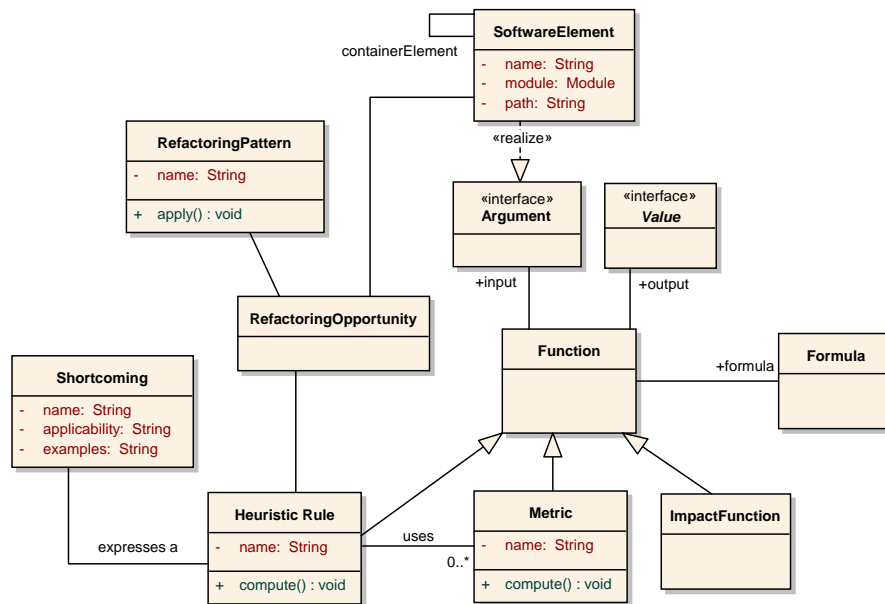 SoftwareElement
containerElement
- name: String
- module: Module
- path: String
«realize»
RefactoringPattern
- name: String
+ apply() : void
«interface»
Argument
«interface»
Value
+input
+output
RefactoringOpportunity
Function
+formula
Formula
Shortcoming
- name: String
- applicability: String
- examples: String
Heuristic Rule
- name: String
+ compute() : void
expresses a
uses
0..*
Metric
- name: String
+ compute() : void
ImpactFunction